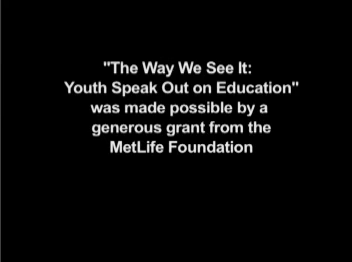 "The Way We See It:
Youth Speak Out on Education"
was made possible by a
generous grant from the
MetLife Foundation